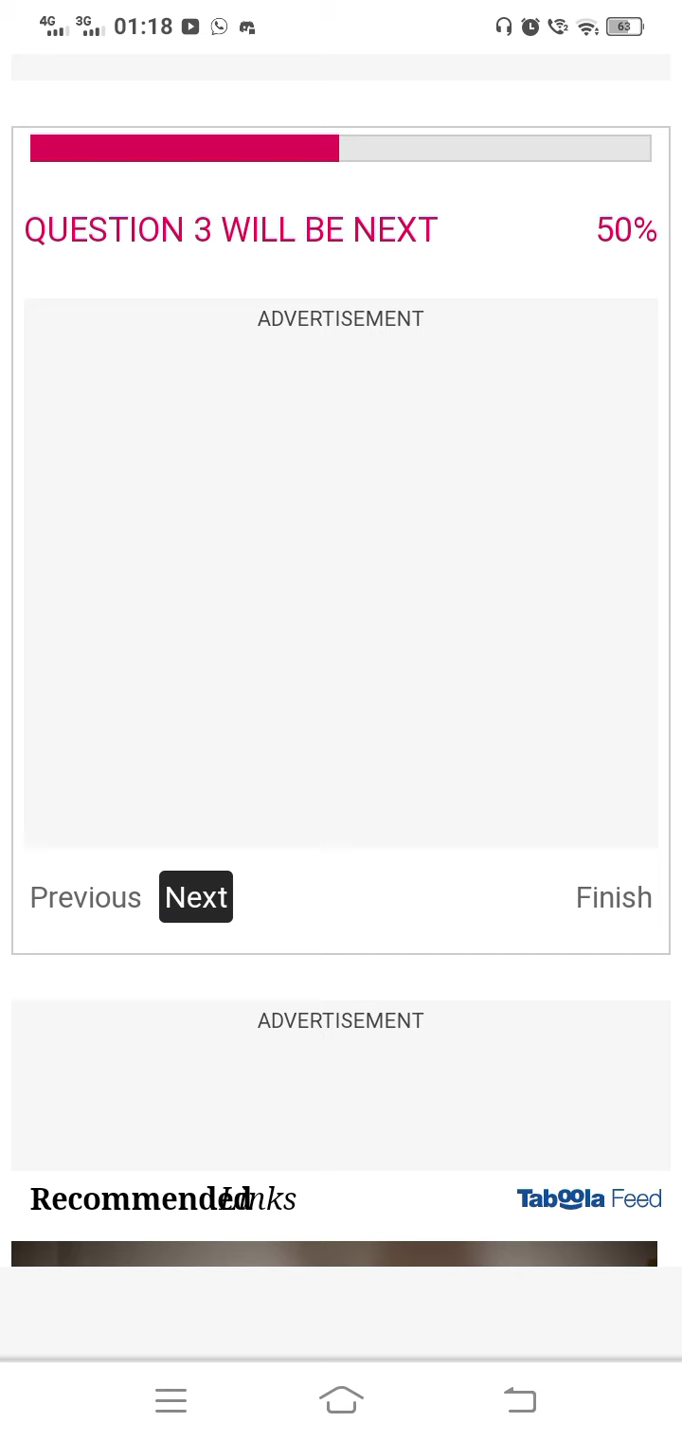 4G 3G 01:18 63
QUESTION 3 WILL BE NEXT 50%
ADVERTISEMENT
Previous Next Finish
ADVERTISEMENT
Recommended Links Taboola Feed